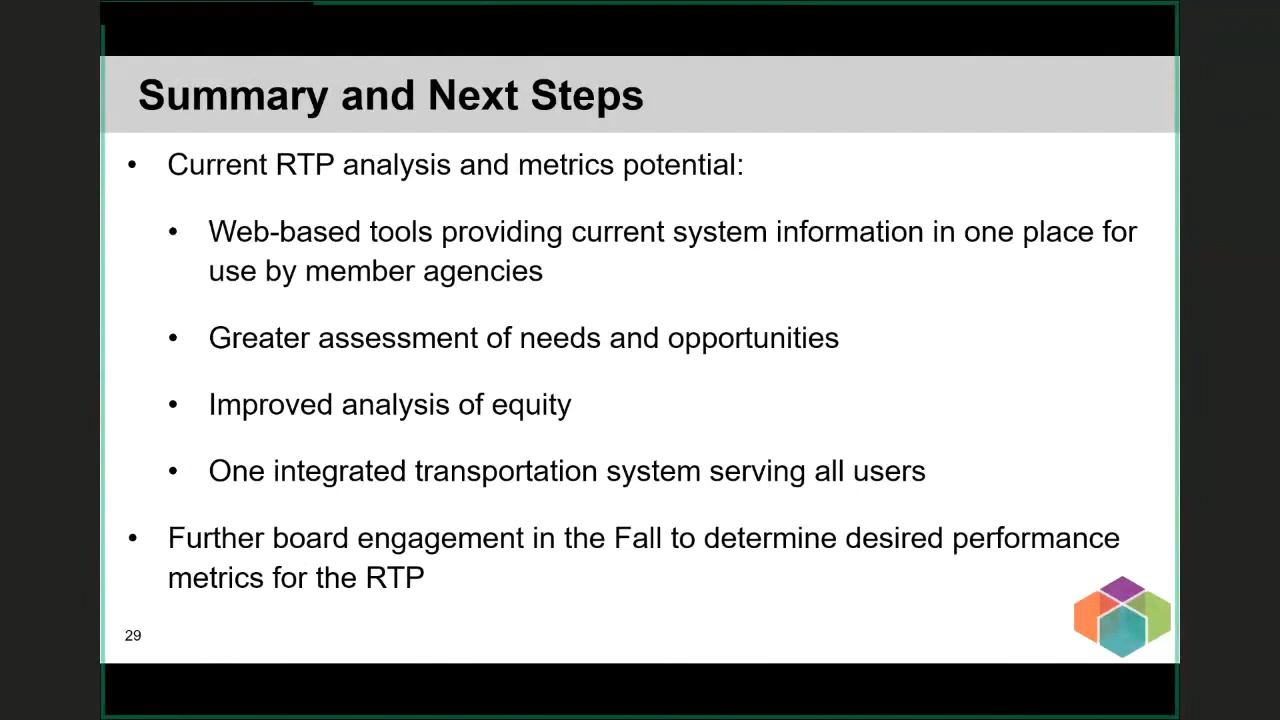 Summary and Next Steps
• Current RTP analysis and metrics potential:
• Web-based tools providing current system information in one place for
use by member agencies
• Greater assessment of needs and opportunities
• Improved analysis of equity
• One integrated transportation system serving all users
• Further board engagement in the Fall to determine desired performance
metrics for the RTP
29